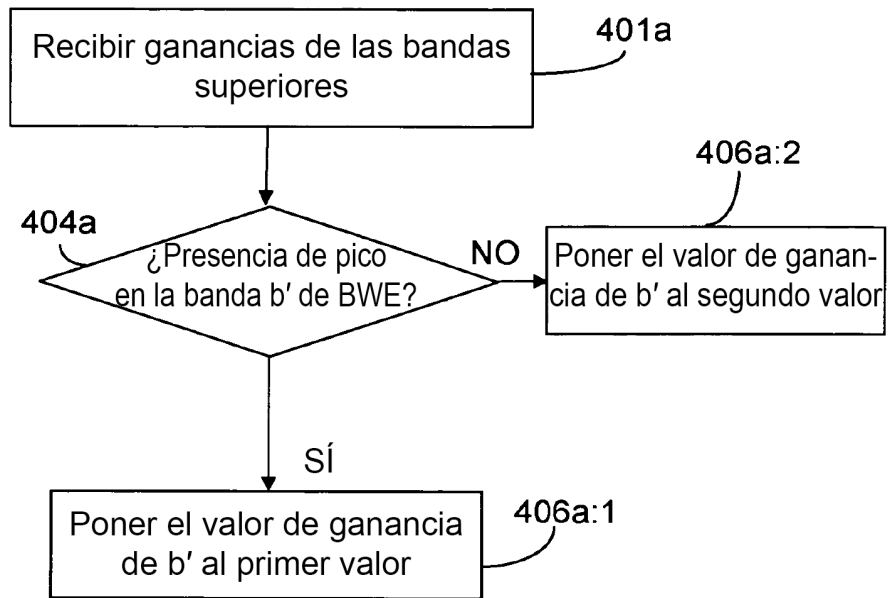 Recibir ganancias de las bandas
superiores
401a
406a:2
404a
¿Presencia de pico
en la banda b′ de BWE?
NO
Poner el valor de ganan-
cia de b′ al segundo valor
SÍ
Poner el valor de ganancia
de b′ al primer valor
406a:1